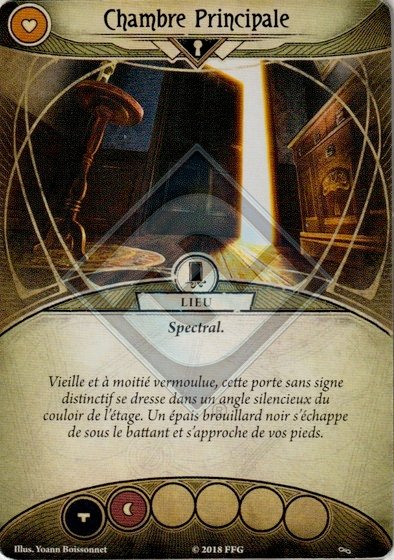 Chambre Principale
LIEU
Spectral.
Vieille et à moitié vermoulue, cette porte sans signe
distinctif se dresse dans un angle silencieux du
couloir de l'étage. Un épais brouillard noir s'échappe
de sous le battant et s'approche de vos pieds.
Illus. Yoann Boissonnet
© 2018 FFG